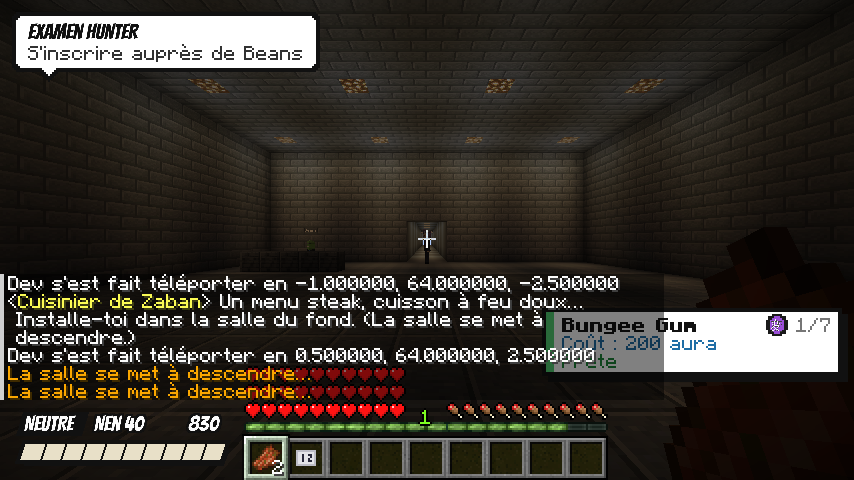 EXAMEN HUNTER
S'inscrire auprès de Beans
Dev s'est fait téléporter en -1.000000, 64.000000, -2.500000
<Cuisinier de Zaban> Un menu steak, cuisson à feu doux...
Installe-toi dans la salle du fond. (La salle se met à
descendre.)
Dev s'est fait téléporter en 0.500000, 64.000000, 2.500000
La salle se met à descendre...
La salle se met à descendre...
Bungee Gum 1/7
Coût : 200 aura
NEUTRE NEN 40 830
1
2
12